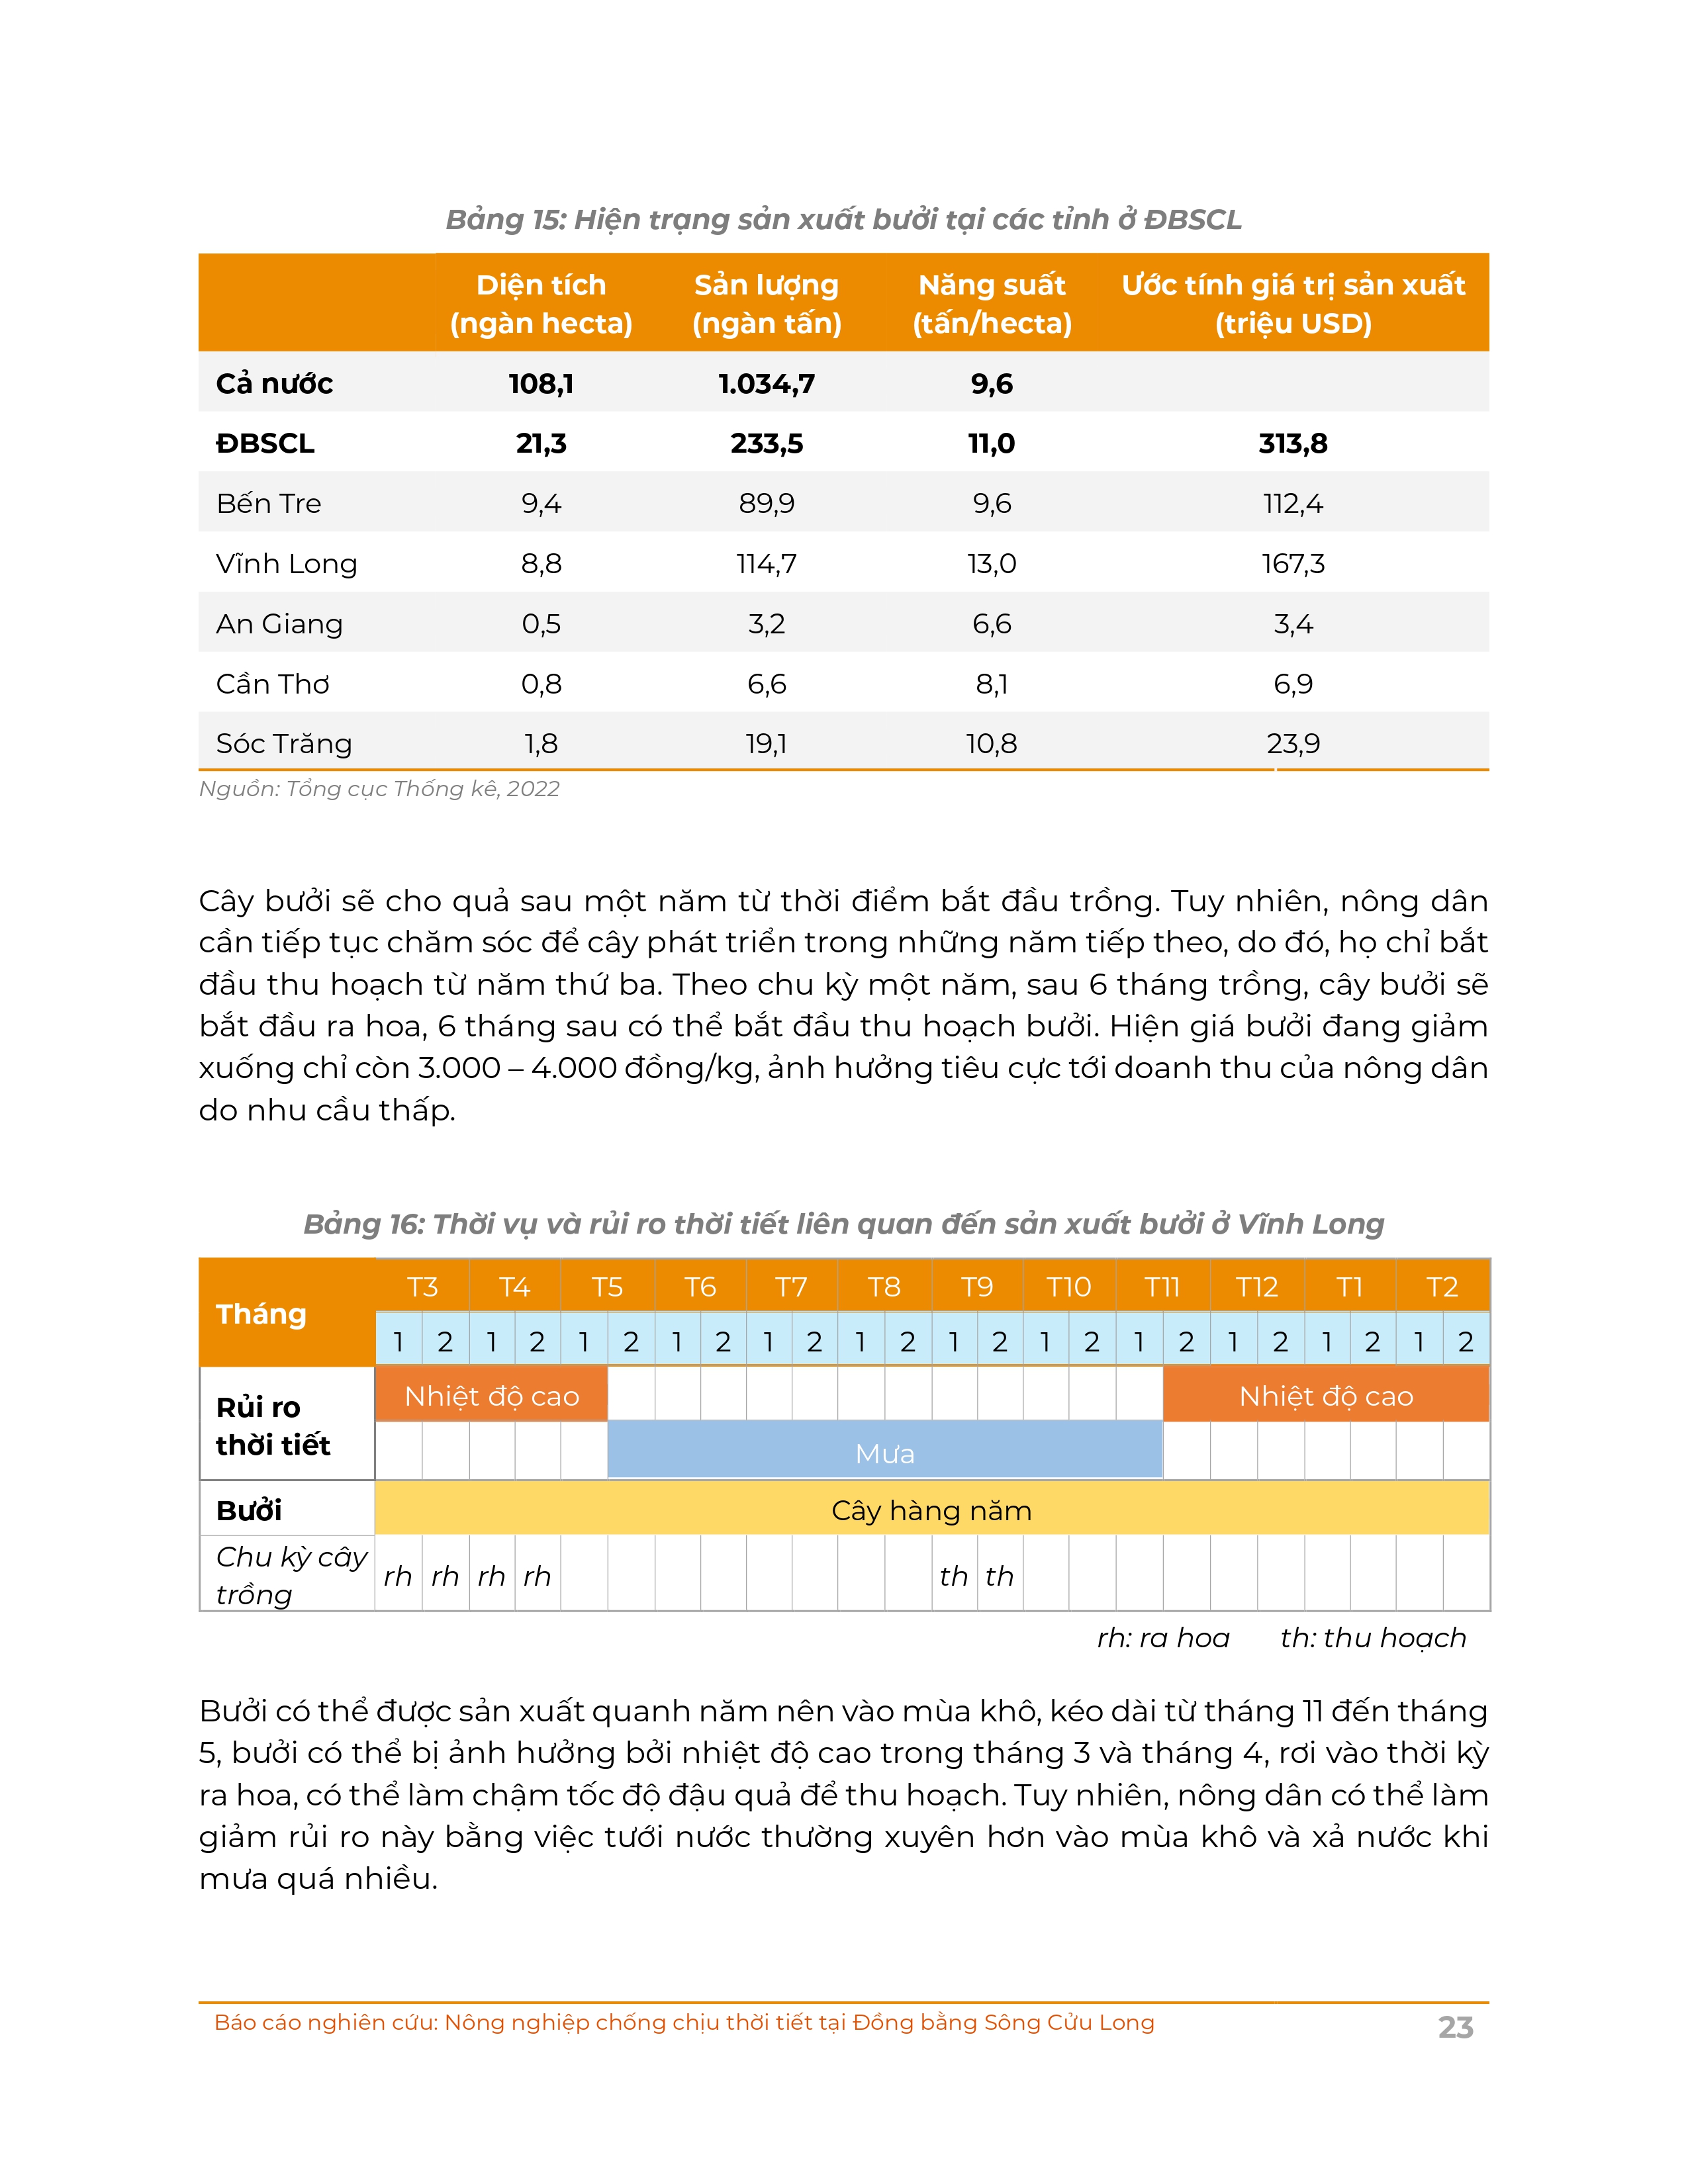 Bảng 15: Hiện trạng sản xuất bưởi tại các tỉnh ở ĐBSCL
Diện tích (ngàn hecta) Sản lượng (ngàn tấn) Năng suất (tấn/hecta) Ước tính giá trị sản xuất (triệu USD)
Cả nước 108,1 1.034,7 9,6
ĐBSCL 21,3 233,5 11,0 313,8
Bến Tre 9,4 89,9 9,6 112,4
Vĩnh Long 8,8 114,7 13,0 167,3
An Giang 0,5 3,2 6,6 3,4
Cần Thơ 0,8 6,6 8,1 6,9
Sóc Trăng 1,8 19,1 10,8 23,9
Nguồn: Tổng cục Thống kê, 2022
Cây bưởi sẽ cho quả sau một năm từ thời điểm bắt đầu trồng. Tuy nhiên, nông dân
cần tiếp tục chăm sóc để cây phát triển trong những năm tiếp theo, do đó, họ chỉ bắt
đầu thu hoạch từ năm thứ ba. Theo chu kỳ một năm, sau 6 tháng trồng, cây bưởi sẽ
bắt đầu ra hoa, 6 tháng sau có thể bắt đầu thu hoạch bưởi. Hiện giá bưởi đang giảm
xuống chỉ còn 3.000 – 4.000 đồng/kg, ảnh hưởng tiêu cực tới doanh thu của nông dân
do nhu cầu thấp.
Bảng 16: Thời vụ và rủi ro thời tiết liên quan đến sản xuất bưởi ở Vĩnh Long
Tháng T3 T4 T5 T6 T7 T8 T9 T10 T11 T12 T1 T2
1 2 1 2 1 2 1 2 1 2 1 2 1 2 1 2 1 2 1 2 1 2 1 2
Rủi ro thời tiết Nhiệt độ cao Nhiệt độ cao
Mưa
Bưởi Cây hàng năm
Chu kỳ cây trồng rh rh rh rh th th
rh: ra hoa th: thu hoạch
Bưởi có thể được sản xuất quanh năm nên vào mùa khô, kéo dài từ tháng 11 đến tháng
5, bưởi có thể bị ảnh hưởng bởi nhiệt độ cao trong tháng 3 và tháng 4, rơi vào thời kỳ
ra hoa, có thể làm chậm tốc độ đậu quả để thu hoạch. Tuy nhiên, nông dân có thể làm
giảm rủi ro này bằng việc tưới nước thường xuyên hơn vào mùa khô và xả nước khi
mưa quá nhiều.
Báo cáo nghiên cứu: Nông nghiệp chống chịu thời tiết tại Đồng bằng Sông Cửu Long 23